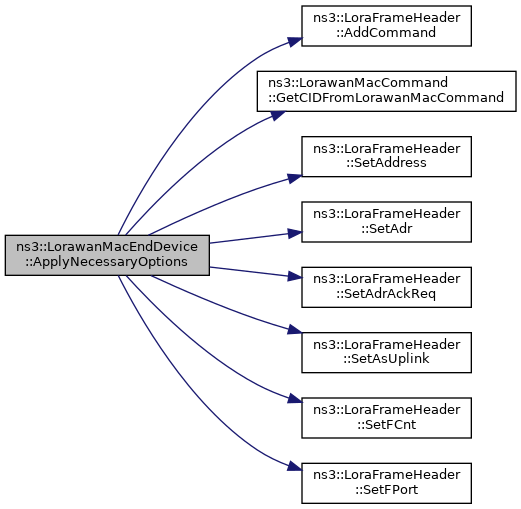 ns3::LoraFrameHeader
::AddCommand
ns3::LorawanMacCommand
::GetCIDFromLorawanMacCommand
ns3::LoraFrameHeader
::SetAddress
ns3::LoraFrameHeader
::SetAdr
ns3::LorawanMacEndDevice
::ApplyNecessaryOptions
ns3::LoraFrameHeader
::SetAdrAckReq
ns3::LoraFrameHeader
::SetAsUplink
ns3::LoraFrameHeader
::SetFCnt
ns3::LoraFrameHeader
::SetFPort